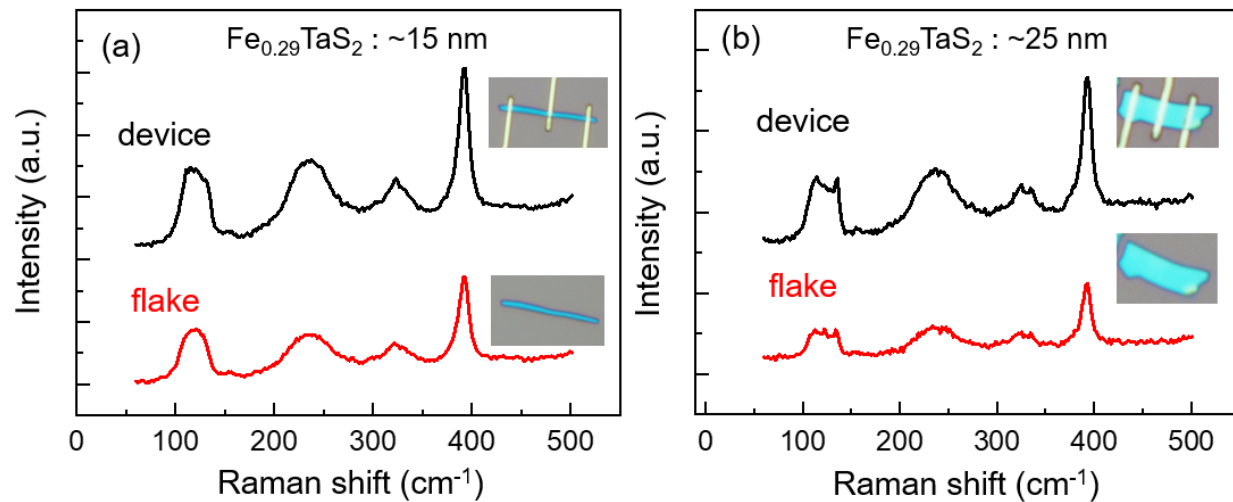 (a) Fe₀.₂₉TaS₂ : ~15 nm
device
flake
Intensity (a.u.)
0 100 200 300 400 500
Raman shift (cm⁻¹)
(b) Fe₀.₂₉TaS₂ : ~25 nm
device
flake
Intensity (a.u.)
0 100 200 300 400 500
Raman shift (cm⁻¹)